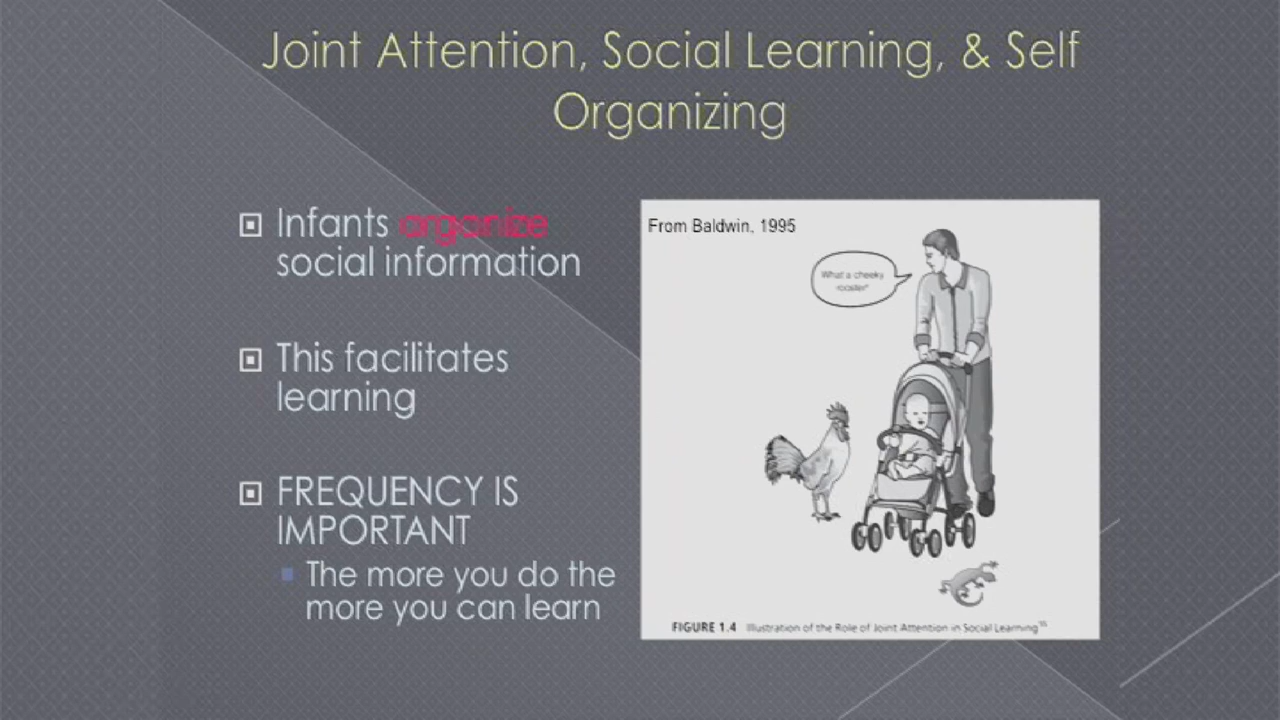 Joint Attention, Social Learning, & Self
Organizing
Infants organize
social information
This facilitates
learning
FREQUENCY IS
IMPORTANT
The more you do the
more you can learn
From Baldwin, 1995
What a cheeky
rooster"
FIGURE 1.4 Illustration of the Role of Joint Attention in Social Learning